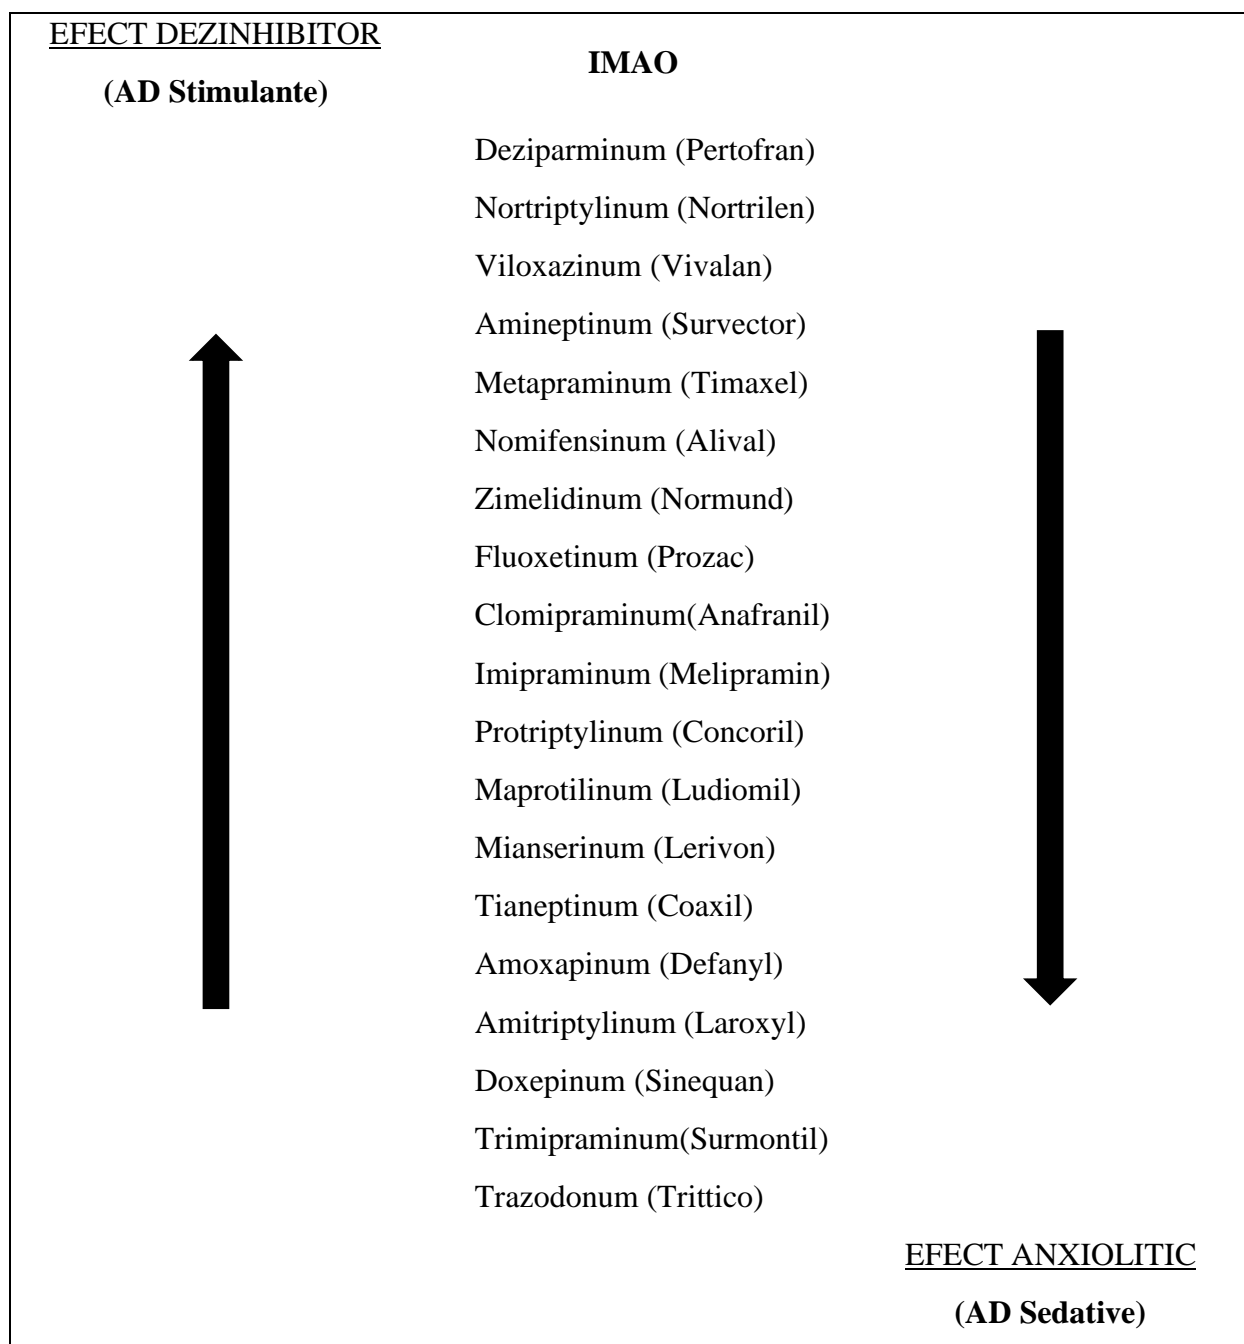 EFECT DEZINHIBITOR
(AD Stimulante)
IMAO
Deziparminum (Pertofran)
Nortriptylinum (Nortrilen)
Viloxazinum (Vivalan)
Amineptinum (Survector)
Metapraminum (Timaxel)
Nomifensinum (Alival)
Zimelidinum (Normund)
Fluoxetinum (Prozac)
Clomipraminum(Anafranil)
Imipraminum (Melipramin)
Protriptylinum (Concoril)
Maprotilinum (Ludiomil)
Mianserinum (Lerivon)
Tianeptinum (Coaxil)
Amoxapinum (Defanyl)
Amitriptylinum (Laroxyl)
Doxepinum (Sinequan)
Trimipraminum(Surmontil)
Trazodonum (Trittico)
EFECT ANXIOLITIC
(AD Sedative)